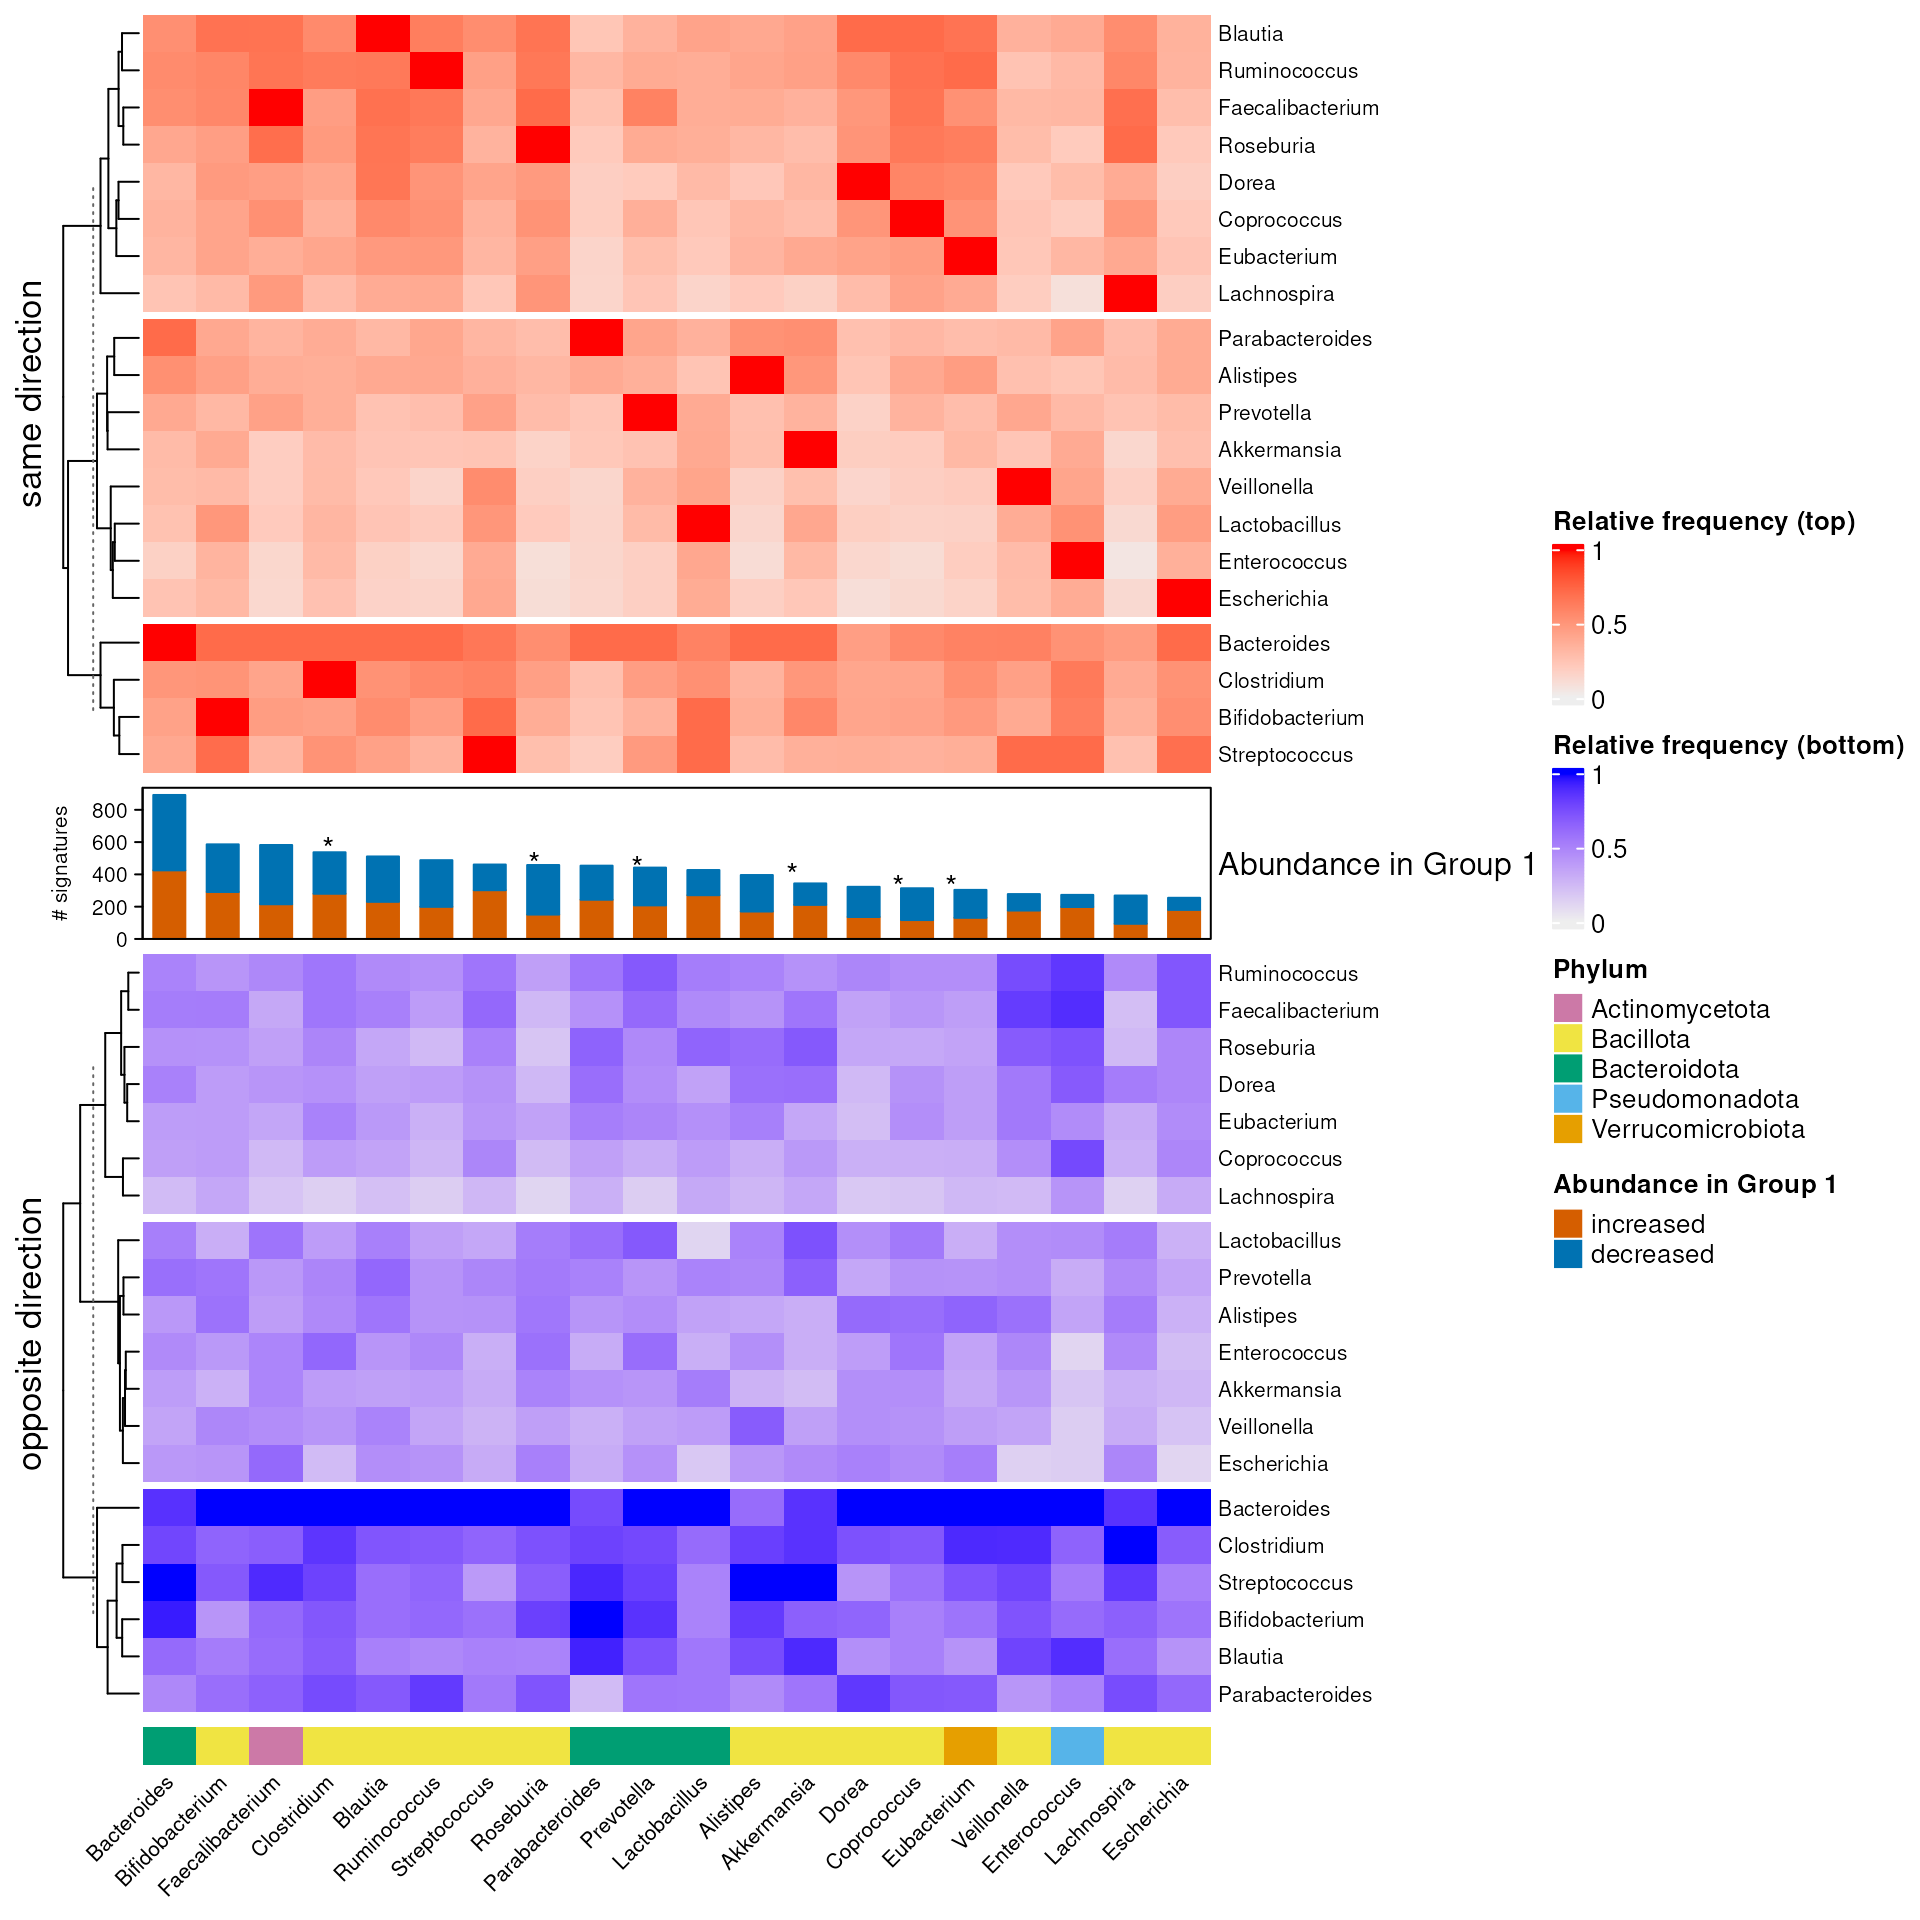 same direction
Blautia
Ruminococcus
Faecalibacterium
Roseburia
Dorea
Coprococcus
Eubacterium
Lachnospira
Parabacteroides
Alistipes
Prevotella
Akkermansia
Veillonella
Lactobacillus
Enterococcus
Escherichia
Bacteroides
Clostridium
Bifidobacterium
Streptococcus
# signatures
800
600
400
200
0
* * * * * *
Abundance in Group 1
opposite direction
Ruminococcus
Faecalibacterium
Roseburia
Dorea
Eubacterium
Coprococcus
Lachnospira
Lactobacillus
Prevotella
Alistipes
Enterococcus
Akkermansia
Veillonella
Escherichia
Bacteroides
Clostridium
Streptococcus
Bifidobacterium
Blautia
Parabacteroides
Bacteroides
Bifidobacterium
Faecalibacterium
Clostridium
Blautia
Ruminococcus
Streptococcus
Roseburia
Parabacteroides
Prevotella
Lactobacillus
Alistipes
Akkermansia
Dorea
Coprococcus
Eubacterium
Veillonella
Enterococcus
Lachnospira
Escherichia
Relative frequency (top)
1
0.5
0
Relative frequency (bottom)
1
0.5
0
Phylum
Actinomycetota
Bacillota
Bacteroidota
Pseudomonadota
Verrucomicrobiota
Abundance in Group 1
increased
decreased